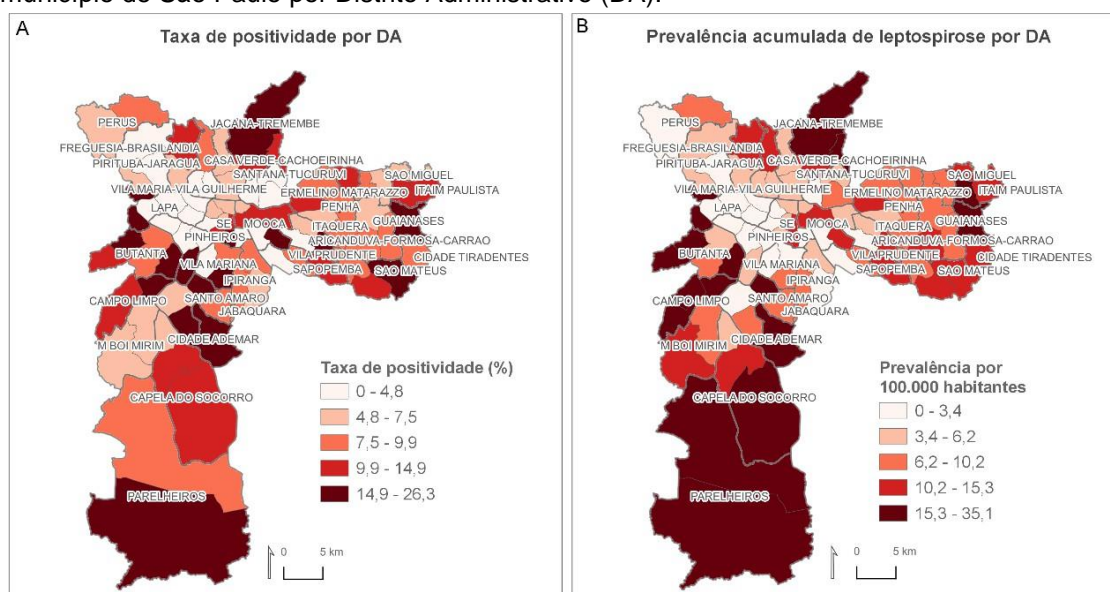 município de São Paulo por Distrito Administrativo (DA).
A
Taxa de positividade por DA
PERUS
JACANA-TREMEMBE
FREGUESIA-BRASILANDIA
PIRITUBA-JARAGUA
CASA VERDE-CACHOEIRINHA
SANTANA-TUCURUVI
SAO MIGUEL
VILA MARIA-VILA GUILHERME
ERMELINO MATARAZZO
ITAIM PAULISTA
PENHA
LAPA
SE
MOOCA
ITAQUERA
GUAIANASES
PINHEIROS
ARICANDUVA-FORMOSA-CARRAO
BUTANTA
VILA PRUDENTE
CIDADE TIRADENTES
VILA MARIANA
SAPOPEMBA
SAO MATEUS
IPIRANGA
CAMPO LIMPO
SANTO AMARO
JABAQUARA
M BOI MIRIM
CIDADE ADEMAR
CAPELA DO SOCORRO
PARELHEIROS
Taxa de positividade (%)
0 - 4,8
4,8 - 7,5
7,5 - 9,9
9,9 - 14,9
14,9 - 26,3
0 5 km
B
Prevalência acumulada de leptospirose por DA
PERUS
JACANA-TREMEMBE
FREGUESIA-BRASILANDIA
PIRITUBA-JARAGUA
CASA VERDE-CACHOEIRINHA
SANTANA-TUCURUVI
SAO MIGUEL
VILA MARIA-VILA GUILHERME
ERMELINO MATARAZZO
ITAIM PAULISTA
PENHA
LAPA
SE
MOOCA
ITAQUERA
GUAIANASES
PINHEIROS
ARICANDUVA-FORMOSA-CARRAO
BUTANTA
VILA PRUDENTE
CIDADE TIRADENTES
VILA MARIANA
SAPOPEMBA
SAO MATEUS
IPIRANGA
CAMPO LIMPO
SANTO AMARO
JABAQUARA
M BOI MIRIM
CIDADE ADEMAR
CAPELA DO SOCORRO
PARELHEIROS
Prevalência por
100.000 habitantes
0 - 3,4
3,4 - 6,2
6,2 - 10,2
10,2 - 15,3
15,3 - 35,1
0 5 km